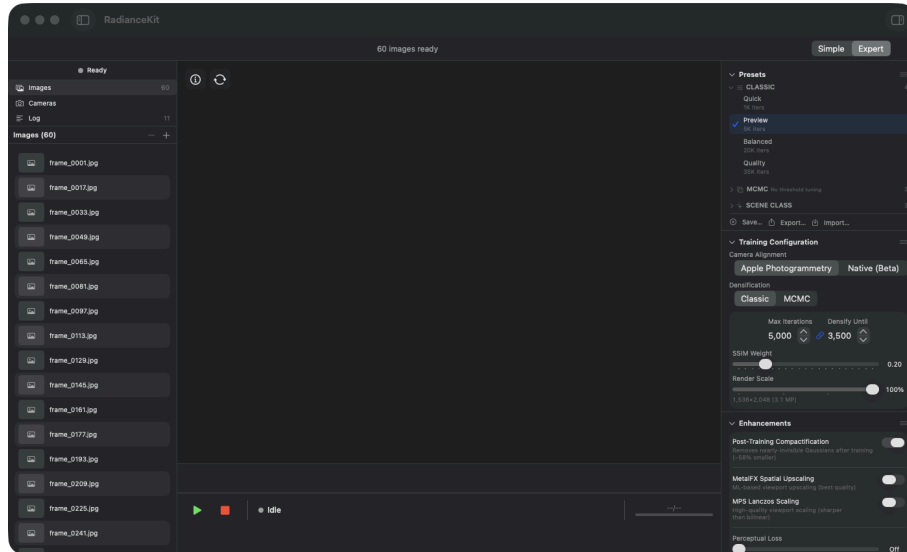 RadianceKit
60 images ready
Simple Expert
Ready
Images 60
Cameras
Log 11
Images (60) − +
frame_0001.jpg
frame_0017.jpg
frame_0033.jpg
frame_0049.jpg
frame_0065.jpg
frame_0081.jpg
frame_0097.jpg
frame_0113.jpg
frame_0129.jpg
frame_0145.jpg
frame_0161.jpg
frame_0177.jpg
frame_0193.jpg
frame_0209.jpg
frame_0225.jpg
frame_0241.jpg
Idle
--/--
Presets
CLASSIC
Quick
1K iters
Preview
5K iters
Balanced
20K iters
Quality
30K iters
MCMC No threshold tuning
SCENE CLASS
Save... Export... Import...
Training Configuration
Camera Alignment
Apple Photogrammetry Native (Beta)
Densification
Classic MCMC
Max Iterations Densify Until
5,000 3,500
SSIM Weight
0.20
Render Scale
100%
1,536×2,048 (3.1 MP)
Enhancements
Post-Training Compactification
Removes nearly-invisible Gaussians after training
MetalFX Spatial Upscaling
ML-based viewport upscaling (best quality)
MPS Lanczos Scaling
High-quality viewport scaling (sharper
than bilinear)
Perceptual Loss
Off